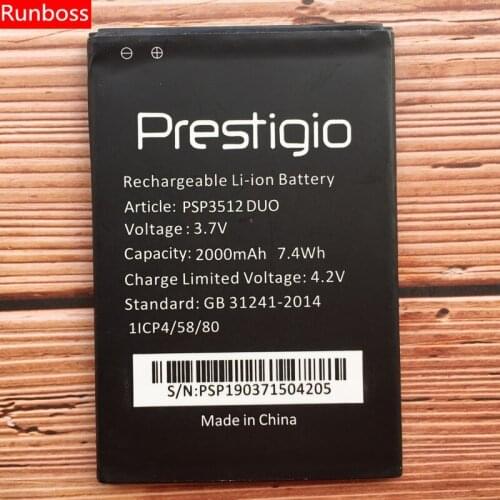 Runboss
Prestigio
Rechargeable Li-ion Battery
Article: PSP3512 DUO
Voltage : 3.7V
Capacity: 2000mAh 7.4Wh
Charge Limited Voltage: 4.2V
Standard: GB 31241-2014
1ICP4/58/80
S/N:PSP190371504205
Made in China